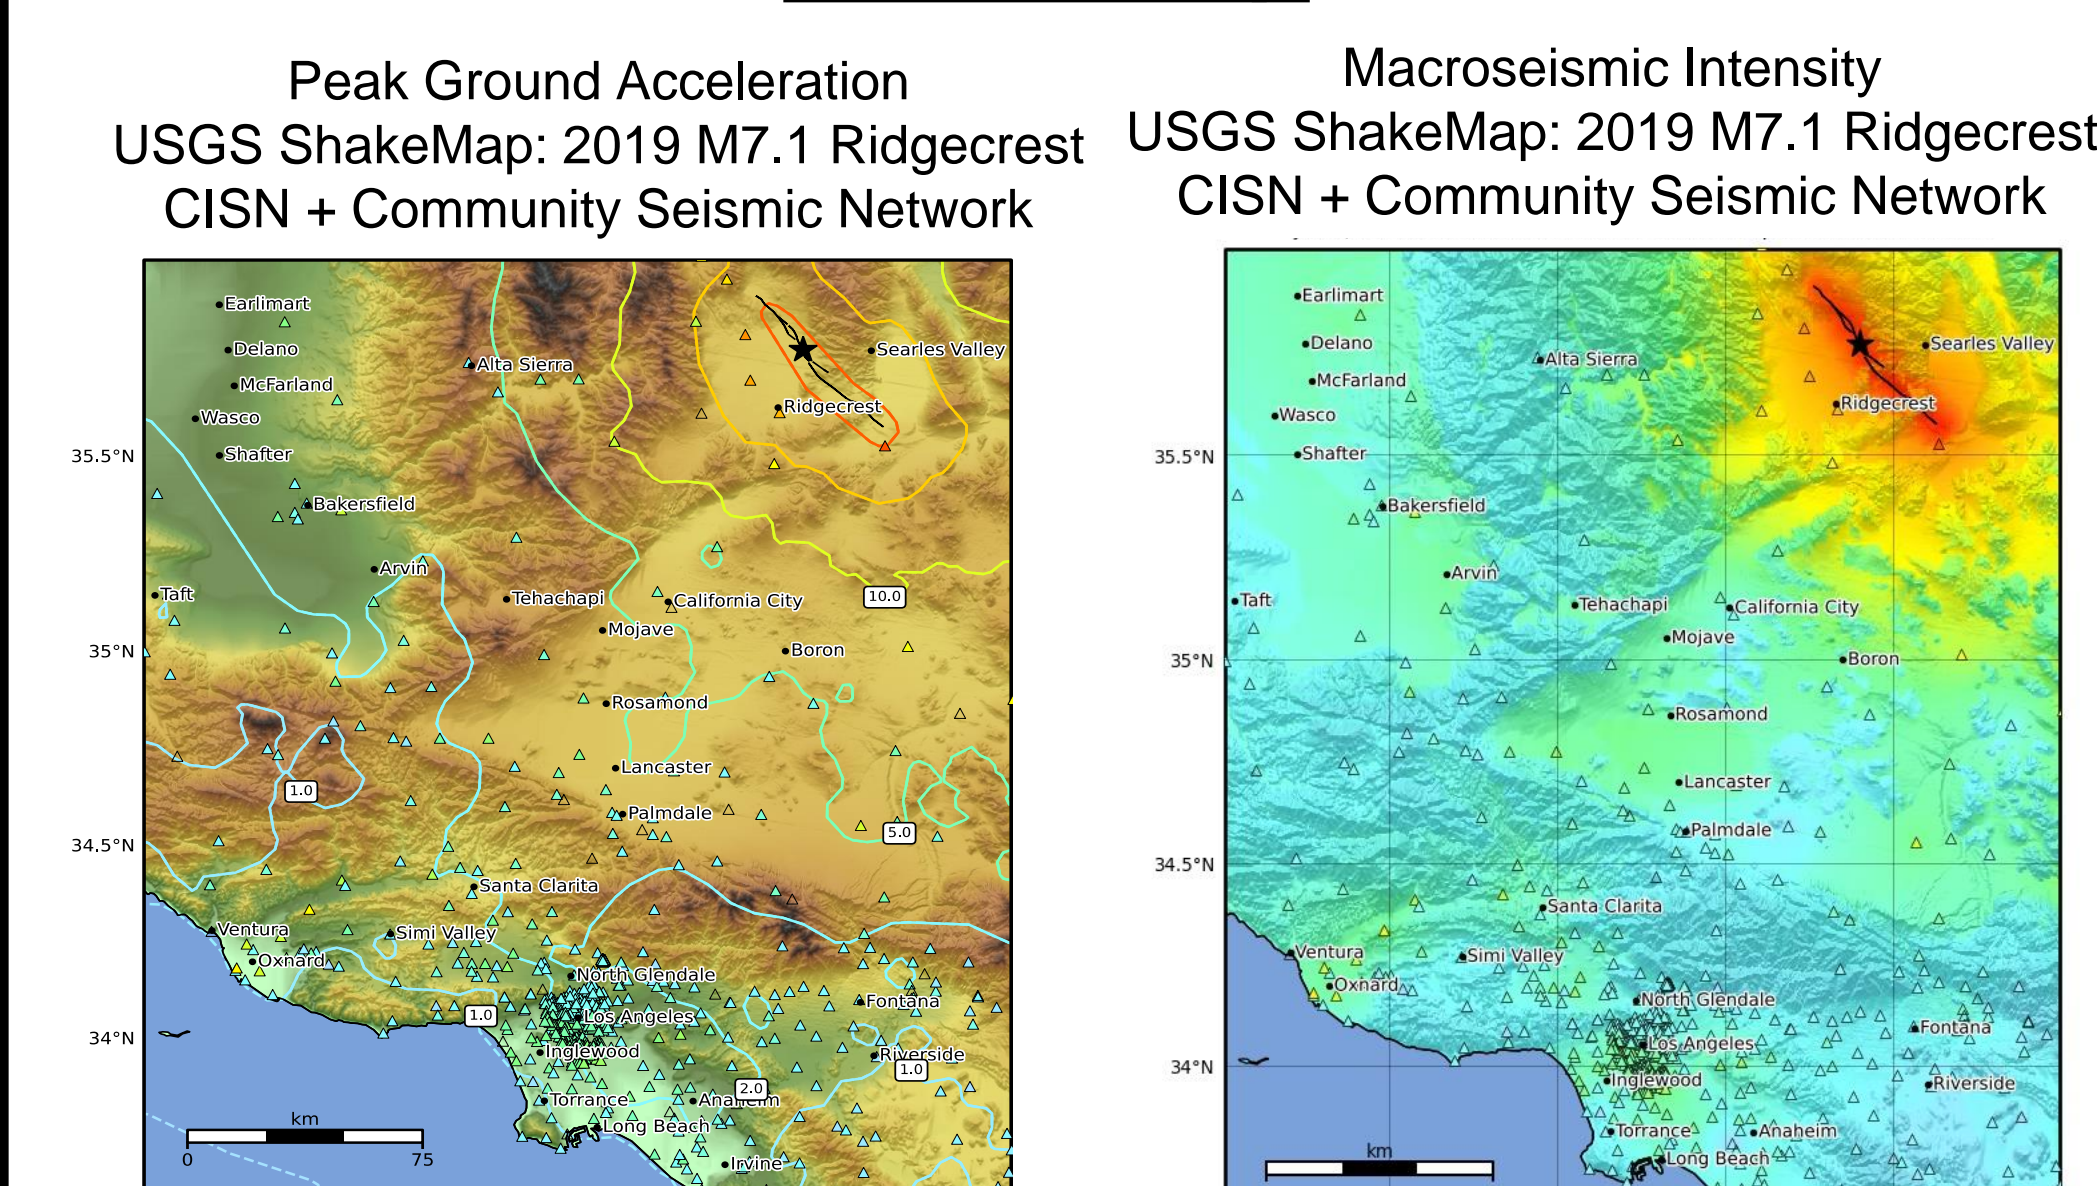 Peak Ground Acceleration
USGS ShakeMap: 2019 M7.1 Ridgecrest
CISN + Community Seismic Network
Earlimart
Delano
Alta Sierra
Searles Valley
McFarland
Ridgecrest
Wasco
35.5°N
Shafter
Bakersfield
Arvin
Taft
Tehachapi
California City
10.0
Mojave
35°N
Boron
Rosamond
Lancaster
1.0
Palmdale
5.0
34.5°N
Santa Clarita
Ventura
Simi Valley
Oxnard
North Glendale
Fontana
1.0
Los Angeles
34°N
Inglewood
Riverside
1.0
2.0
Torrance
Anaheim
km
Long Beach
0
75
Irvine
Macroseismic Intensity
USGS ShakeMap: 2019 M7.1 Ridgecrest
CISN + Community Seismic Network
Earlimart
Delano
Searles Valley
Alta Sierra
McFarland
Ridgecrest
Wasco
35.5°N
Shafter
Bakersfield
Arvin
Taft
Tehachapi
California City
Mojave
35°N
Boron
Rosamond
Lancaster
Palmdale
34.5°N
Santa Clarita
Ventura
Simi Valley
Oxnard
North Glendale
Fontana
Los Angeles
34°N
Inglewood
Riverside
Torrance
Anaheim
km
Long Beach